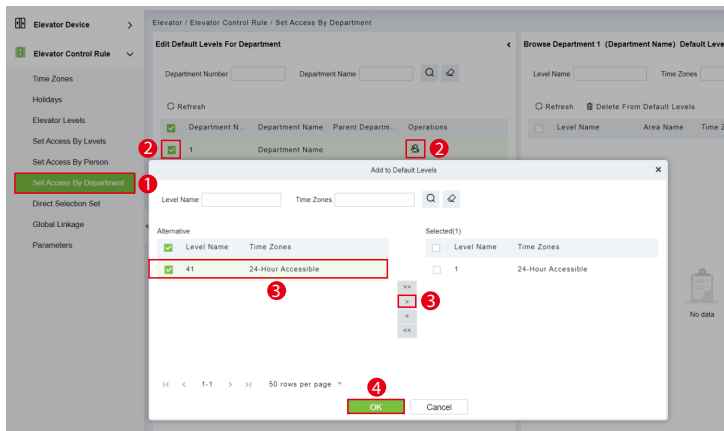 Elevator Device
Elevator Control Rule
Time Zones
Holidays
Elevator Levels
Set Access By Levels
Set Access By Person
Set Access By Department
Direct Selection Set
Global Linkage
Parameters
1
Elevator / Elevator Control Rule / Set Access By Department
Edit Default Levels For Department
Department Number
Department Name
Refresh
Department N... Department Name Parent Departm... Operations
2 1 Department Name 2
Browse Department 1 (Department Name) Default Leve
Level Name Time Zones
Refresh Delete From Default Levels
Level Name Area Name Time Z
No data
Add to Default Levels
Level Name Time Zones
Alternative
Level Name Time Zones
41 24-Hour Accessible
3
>>
> 3
<
<<
Selected(1)
Level Name Time Zones
1 24-Hour Accessible
|< < 1-1 > >| 50 rows per page
4
OK Cancel